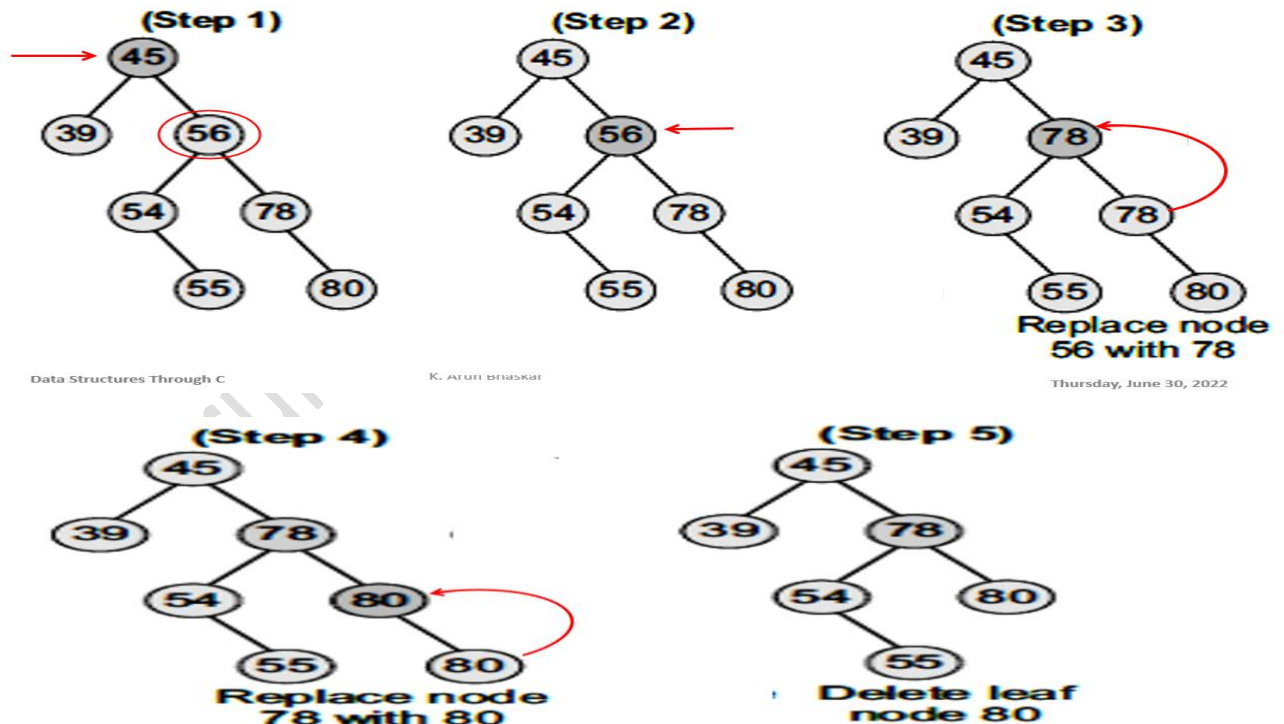 (Step 1)
45
39 56
54 78
55 80
(Step 2)
45
39 56
54 78
55 80
(Step 3)
45
39 78
54 78
55 80
Replace node
56 with 78
Data Structures Through C
K. Arun Bhaskar
Thursday, June 30, 2022
(Step 4)
45
39 78
54 80
55 80
Replace node
78 with 80
(Step 5)
45
39 78
54 80
55
Delete leaf
node 80